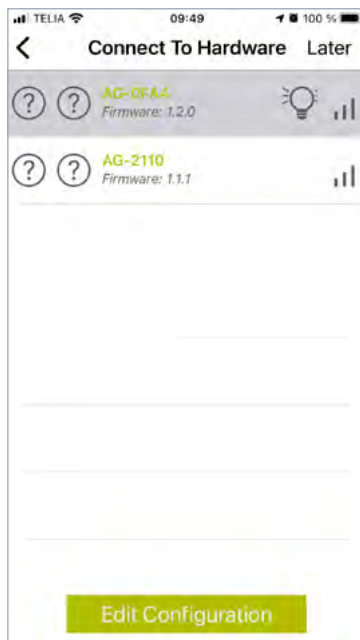 TELIA 09:49 100 %
Connect To Hardware Later
? ? AG-0FA4
Firmware: 1.2.0
? ? AG-2110
Firmware: 1.1.1
Edit Configuration